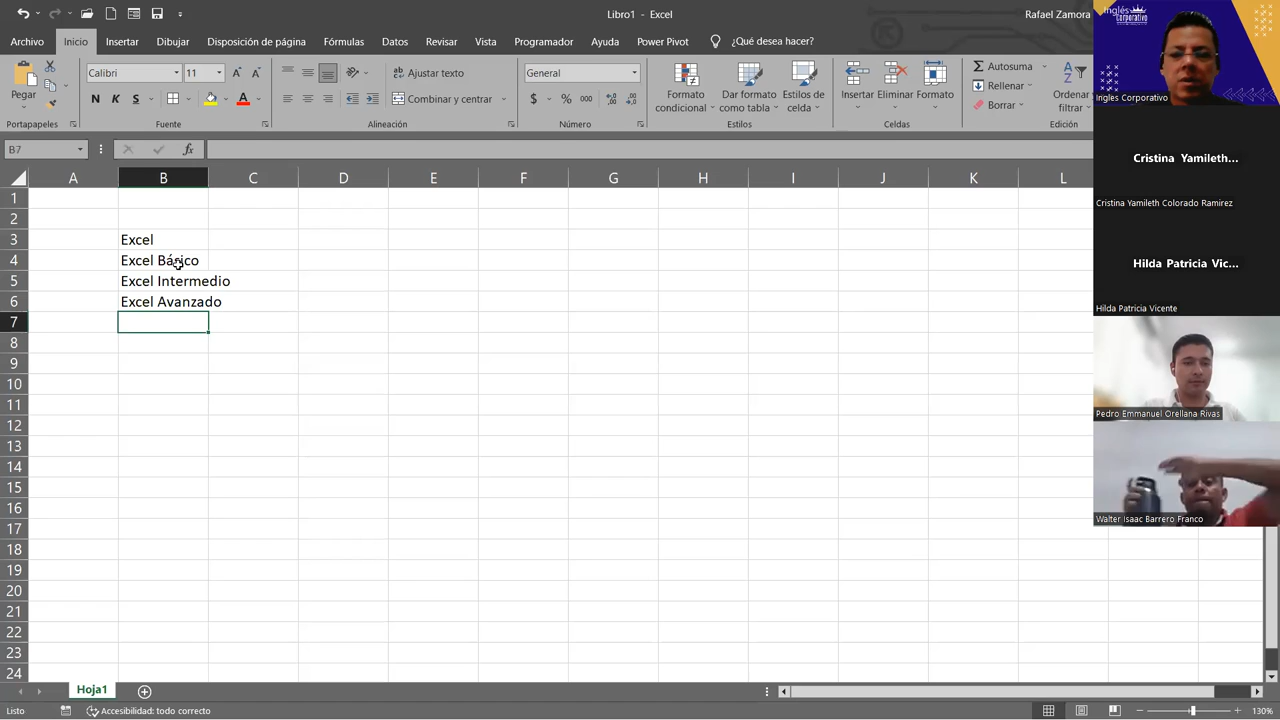 Libro1 - Excel
Rafael Zamora
Archivo Inicio Insertar Dibujar Disposición de página Fórmulas Datos Revisar Vista Programador Ayuda Power Pivot ¿Qué desea hacer?
Pegar
Calibri 11
N K S
Ajustar texto
Combinar y centrar
General
$ % 000
Formato condicional
Dar formato como tabla
Estilos de celda
Insertar
Eliminar
Formato
Autosuma
Rellenar
Borrar
Ordenar
filtrar
Portapapeles Fuente Alineación Número Estilos Celdas Edición
B7 fx
A B C D E F G H I J K L
1
2
3 Excel
4 Excel Básico
5 Excel Intermedio
6 Excel Avanzado
7
8
9
10
11
12
13
14
15
16
17
18
19
20
21
22
23
24
Hoja1
Listo Accesibilidad: todo correcto 130%
Inglés Corporativo
Ingles Corporativo
Cristina Yamileth...
Cristina Yamileth Colorado Ramirez
Hilda Patricia Vic...
Hilda Patricia Vicente
Pedro Emmanuel Orellana Rivas
Walter Isaac Barrero Franco